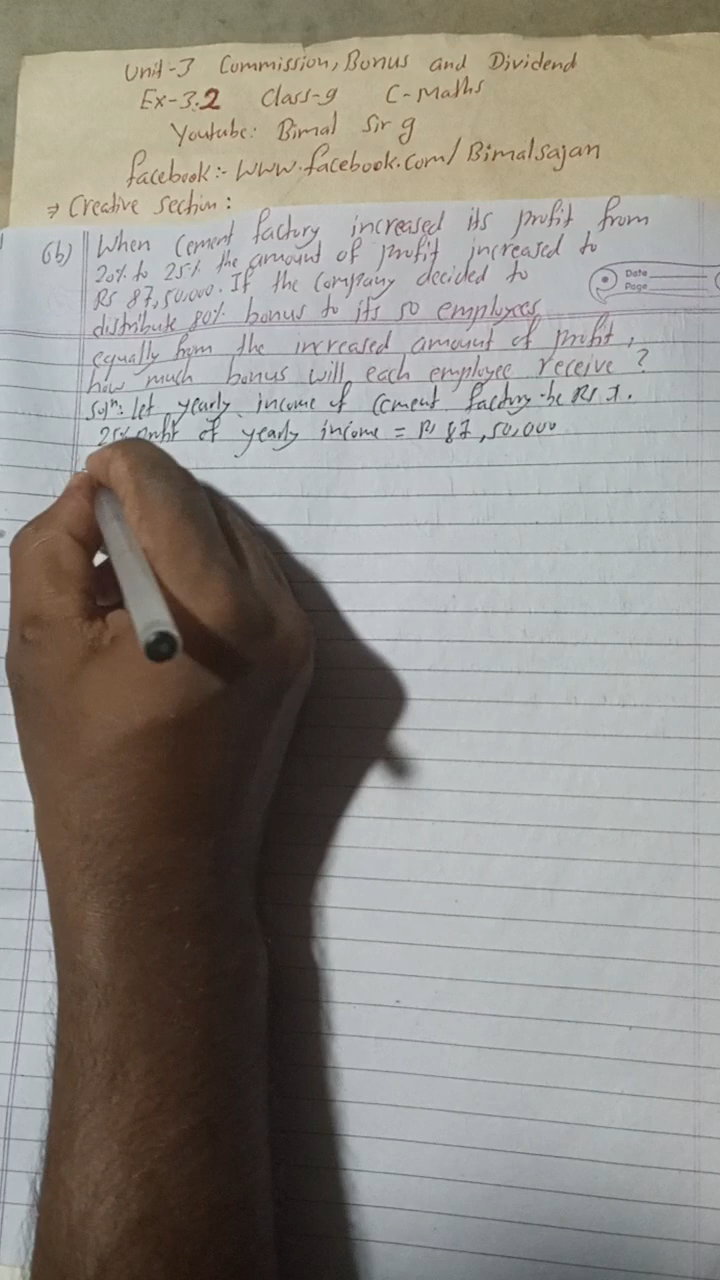 Unit-3 Commission, Bonus and Dividend
Ex-3.2 Class-9 C-Maths
Youtube: Bimal Sir g
facebook:- www.facebook.com/Bimalsajan
⇒ Creative section:
6b) When cement factory increased its profit from
20% to 25% the amount of profit increased to
Rs 87,50,000. If the company decided to
Date
Page
distribute 80% bonus to its 50 employees
equally from the increased amount of profit,
how much bonus will each employee receive?
Solⁿ: let yearly income of cement factory be Rs x.
25% profit of yearly income = Rs 87,50,000